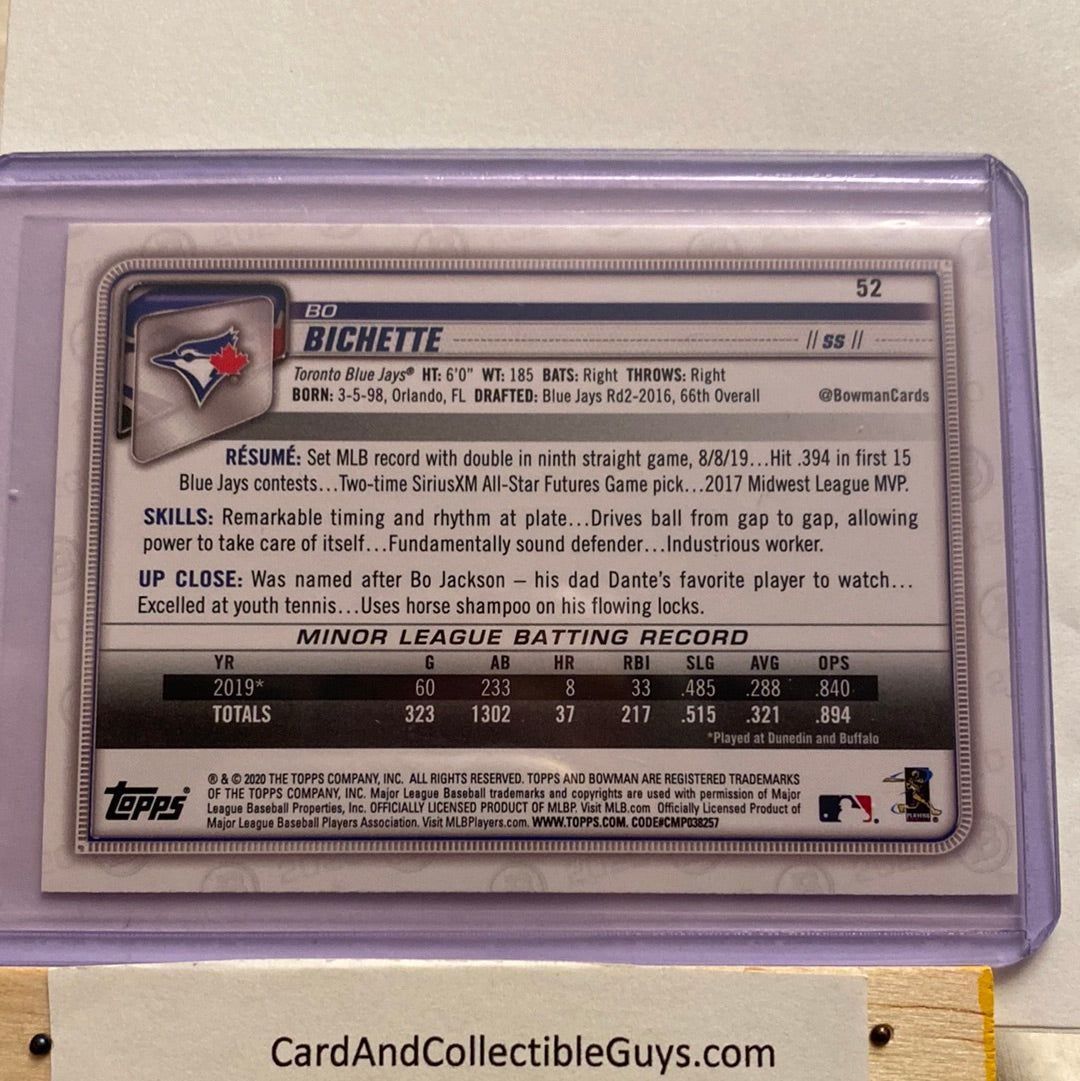 52
BO
BICHETTE // SS //
Toronto Blue Jays® HT: 6'0" WT: 185 BATS: Right THROWS: Right
BORN: 3-5-98, Orlando, FL DRAFTED: Blue Jays Rd2-2016, 66th Overall @BowmanCards
RÉSUMÉ: Set MLB record with double in ninth straight game, 8/8/19...Hit .394 in first 15
Blue Jays contests...Two-time SiriusXM All-Star Futures Game pick...2017 Midwest League MVP.
SKILLS: Remarkable timing and rhythm at plate...Drives ball from gap to gap, allowing
power to take care of itself...Fundamentally sound defender...Industrious worker.
UP CLOSE: Was named after Bo Jackson – his dad Dante's favorite player to watch...
Excelled at youth tennis...Uses horse shampoo on his flowing locks.
MINOR LEAGUE BATTING RECORD
YR G AB HR RBI SLG AVG OPS
2019* 60 233 8 33 .485 .288 .840
TOTALS 323 1302 37 217 .515 .321 .894
*Played at Dunedin and Buffalo
® & © 2020 THE TOPPS COMPANY, INC. ALL RIGHTS RESERVED. TOPPS AND BOWMAN ARE REGISTERED TRADEMARKS
OF THE TOPPS COMPANY, INC. Major League Baseball trademarks and copyrights are used with permission of Major
League Baseball Properties, Inc. OFFICIALLY LICENSED PRODUCT OF MLBP. Visit MLB.com Officially Licensed Product of
Major League Baseball Players Association. Visit MLBPlayers.com. WWW.TOPPS.COM. CODE#CMP038257
Topps®
PLAYERS
CardAndCollectibleGuys.com